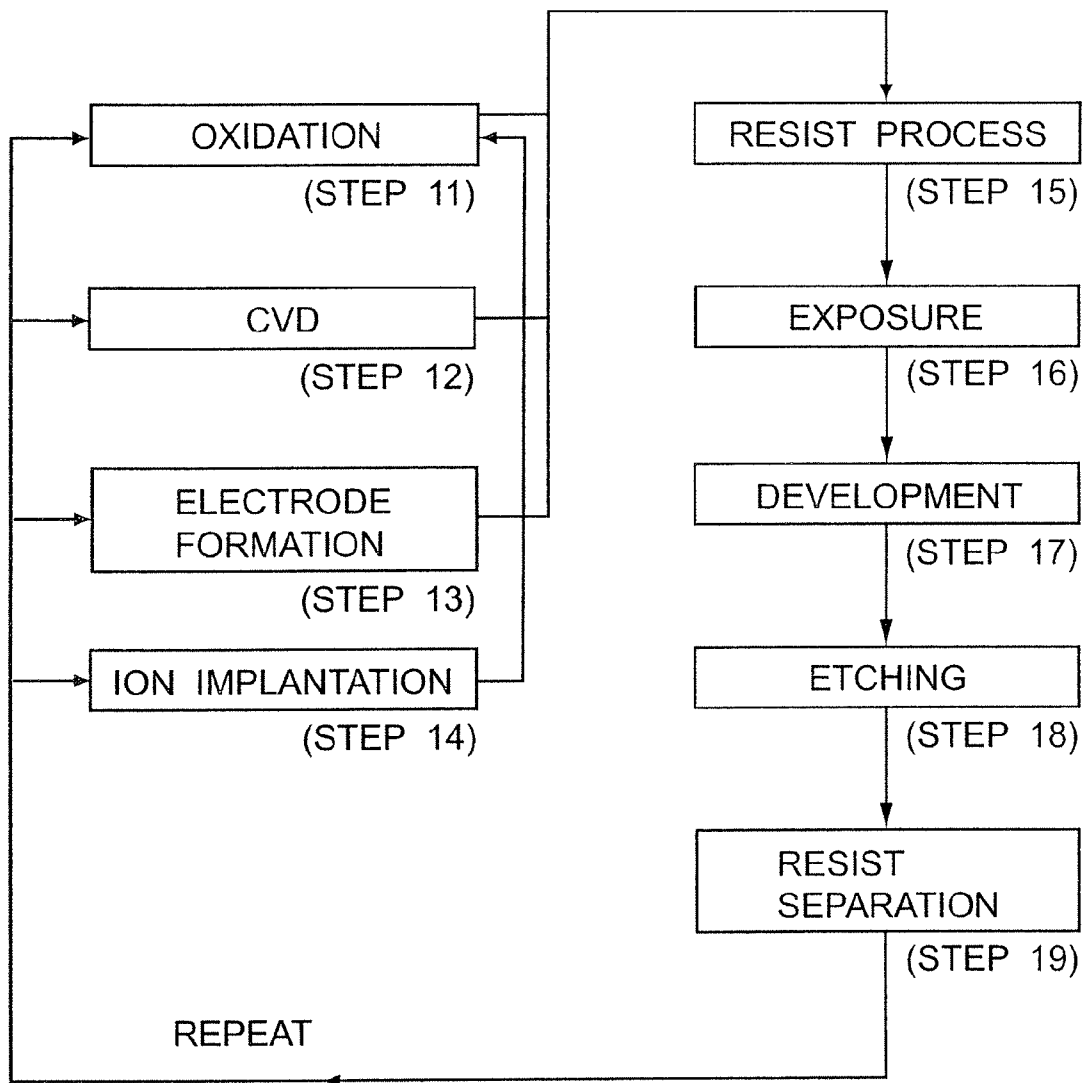 OXIDATION
(STEP 11)
CVD
(STEP 12)
ELECTRODE
FORMATION
(STEP 13)
ION IMPLANTATION
(STEP 14)
RESIST PROCESS
(STEP 15)
EXPOSURE
(STEP 16)
DEVELOPMENT
(STEP 17)
ETCHING
(STEP 18)
RESIST
SEPARATION
(STEP 19)
REPEAT